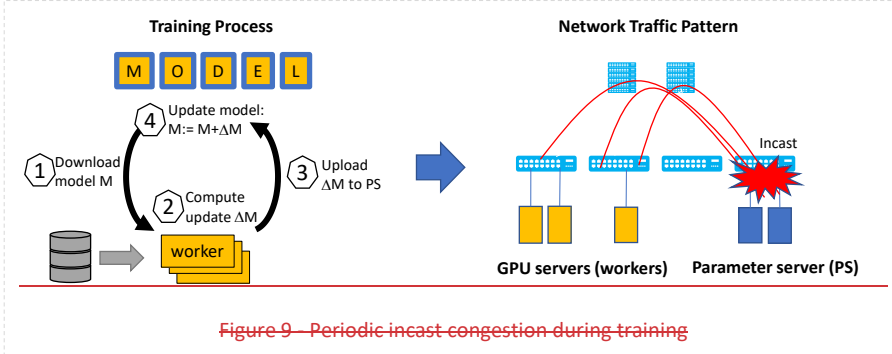 Training Process
M O D E L
4
Update model:
M:= M+ΔM
1
Download
model M
2
Compute
update ΔM
3
Upload
ΔM to PS
worker
Network Traffic Pattern
Incast
GPU servers (workers)
Parameter server (PS)
Figure 9 - Periodic incast congestion during training